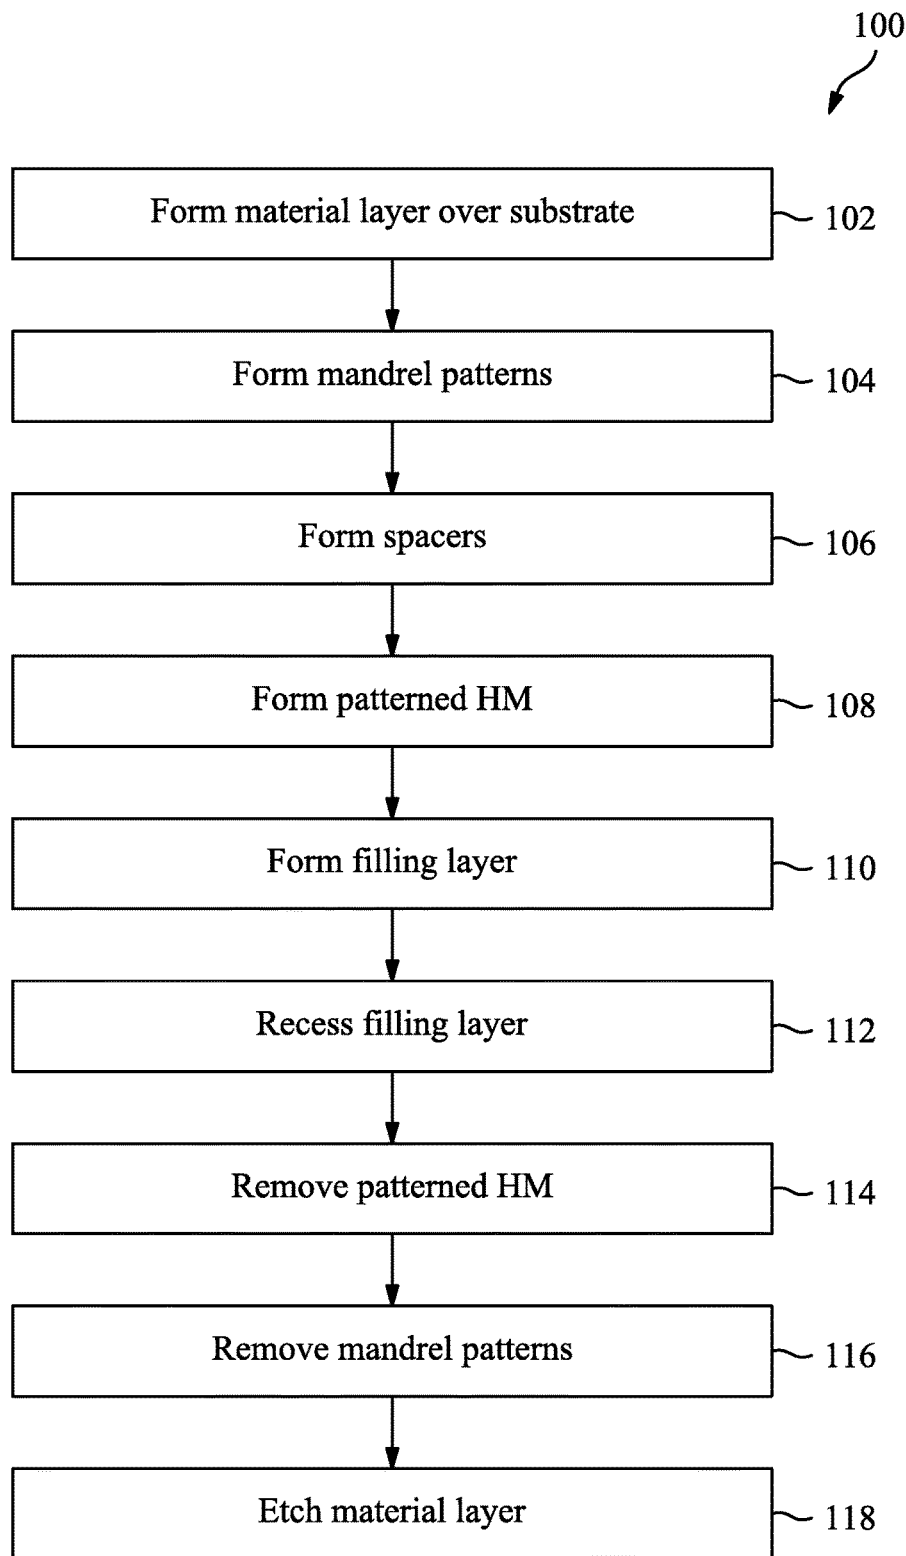 100
Form material layer over substrate
102
Form mandrel patterns
104
Form spacers
106
Form patterned HM
108
Form filling layer
110
Recess filling layer
112
Remove patterned HM
114
Remove mandrel patterns
116
Etch material layer
118